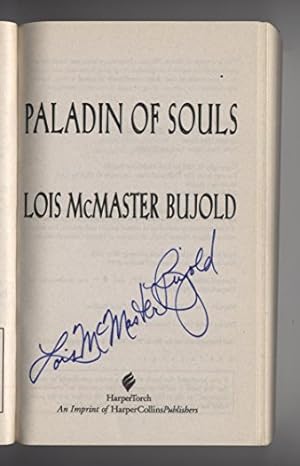 PALADIN OF SOULS
LOIS McMASTER BUJOLD
Lois McMaster Bujold
HarperTorch
An Imprint of HarperCollinsPublishers